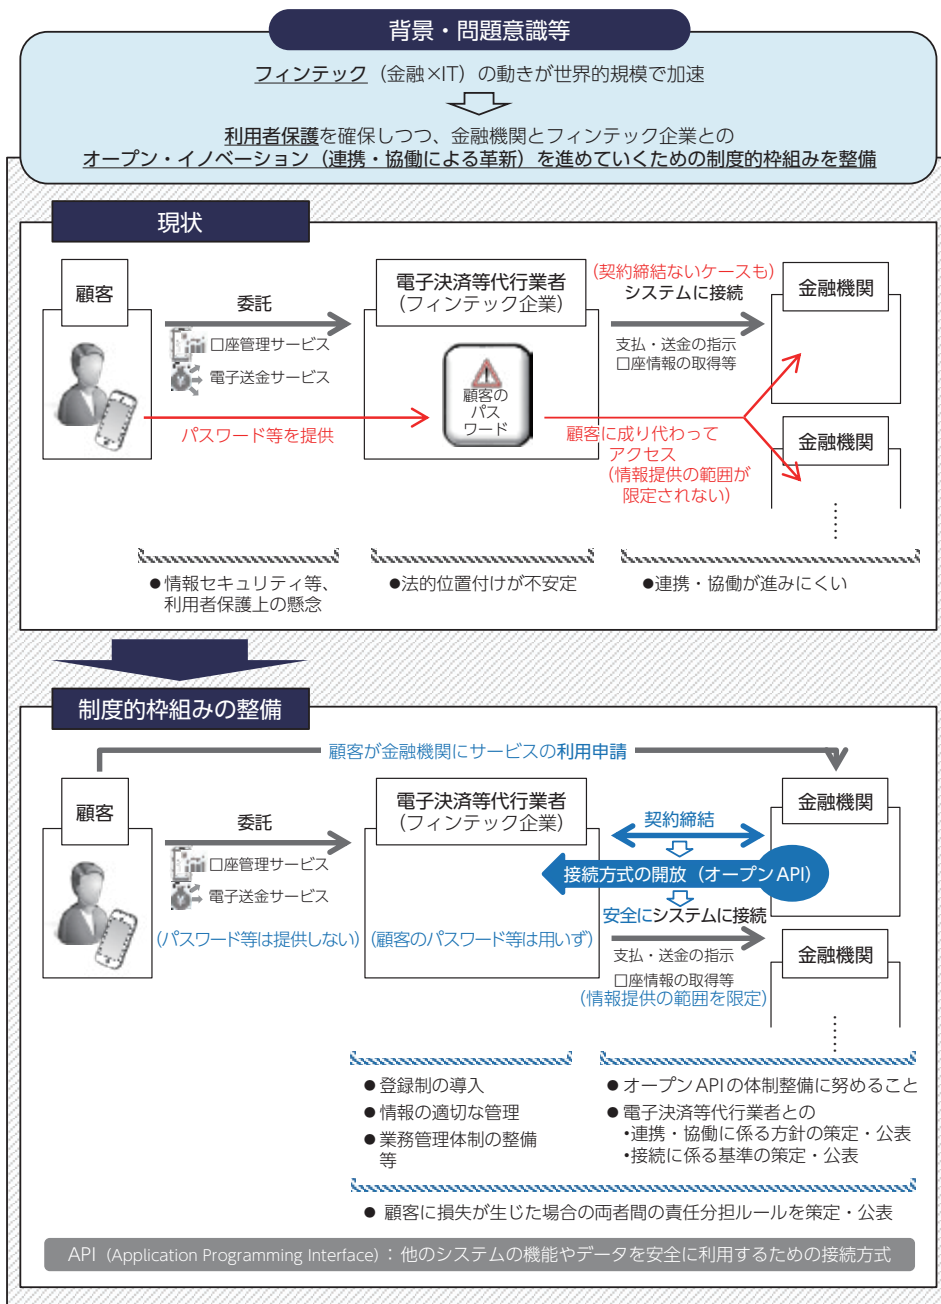 背景・問題意識等
フィンテック（金融×IT）の動きが世界的規模で加速
利用者保護を確保しつつ、金融機関とフィンテック企業との
オープン・イノベーション（連携・協働による革新）を進めていくための制度的枠組みを整備
現状
顧客
委託
口座管理サービス
電子送金サービス
パスワード等を提供
電子決済等代行業者
（フィンテック企業）
顧客の
パス
ワード
（契約締結ないケースも）
システムに接続
支払・送金の指示
口座情報の取得等
顧客に成り代わって
アクセス
（情報提供の範囲が
限定されない）
金融機関
金融機関
●情報セキュリティ等、
利用者保護上の懸念
●法的位置付けが不安定
●連携・協働が進みにくい
制度的枠組みの整備
顧客が金融機関にサービスの利用申請
顧客
委託
口座管理サービス
電子送金サービス
（パスワード等は提供しない）
電子決済等代行業者
（フィンテック企業）
（顧客のパスワード等は用いず）
契約締結
接続方式の開放（オープンAPI）
安全にシステムに接続
支払・送金の指示
口座情報の取得等
（情報提供の範囲を限定）
金融機関
金融機関
●登録制の導入
●情報の適切な管理
●業務管理体制の整備
等
●オープンAPIの体制整備に努めること
●電子決済等代行業者との
・連携・協働に係る方針の策定・公表
・接続に係る基準の策定・公表
● 顧客に損失が生じた場合の両者間の責任分担ルールを策定・公表
API（Application Programming Interface）：他のシステムの機能やデータを安全に利用するための接続方式